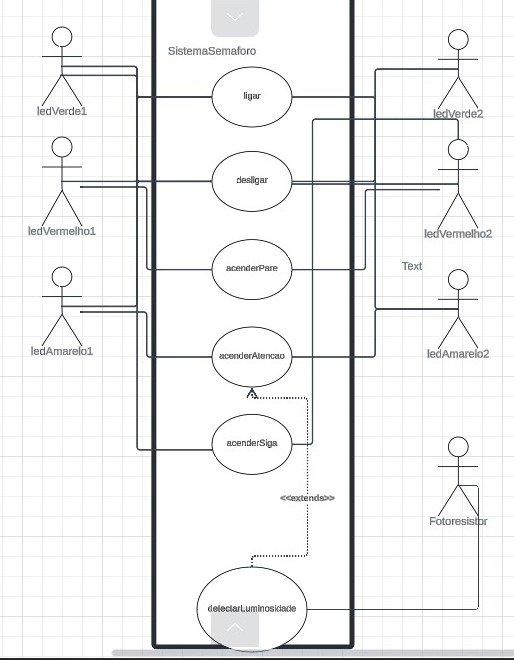 SistemaSemaforo
ligar
ledVerde1
ledVerde2
desligar
ledVermelho1
ledVermelho2
acenderPare
Text
ledAmarelo1
acenderAtencao
ledAmarelo2
acenderSiga
<<extends>>
Fotoresistor
detectarLuminosidade